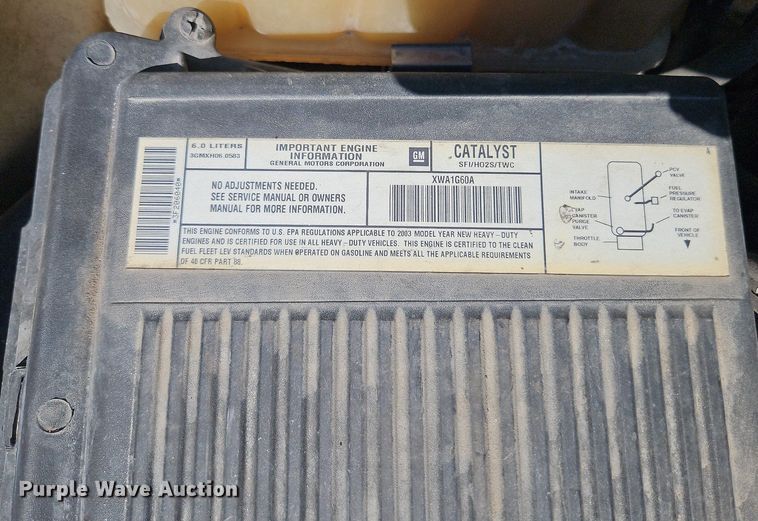 6.0 LITERS
3GMXH06.0583
IMPORTANT ENGINE
INFORMATION
GENERAL MOTORS CORPORATION
GM
CATALYST
SFI/HO2S/TWC
NO ADJUSTMENTS NEEDED.
SEE SERVICE MANUAL OR OWNERS
MANUAL FOR MORE INFORMATION.
XWA1G60A
THIS ENGINE CONFORMS TO U.S. EPA REGULATIONS APPLICABLE TO 2003 MODEL YEAR NEW HEAVY - DUTY
ENGINES AND IS CERTIFIED FOR USE IN ALL HEAVY - DUTY VEHICLES. THIS ENGINE IS CERTIFIED TO THE CLEAN
FUEL FLEET LEV STANDARDS WHEN OPERATED ON GASOLINE AND MEETS ALL THE APPLICABLE REQUIREMENTS
OF 40 CFR PART 88.
PCV
VALVE
INTAKE
MANIFOLD
FUEL
PRESSURE
REGULATOR
EVAP
CANISTER
PURGE
VALVE
TO EVAP
CANISTER
THROTTLE
BODY
FRONT OF
VEHICLE
Purple Wave Auction